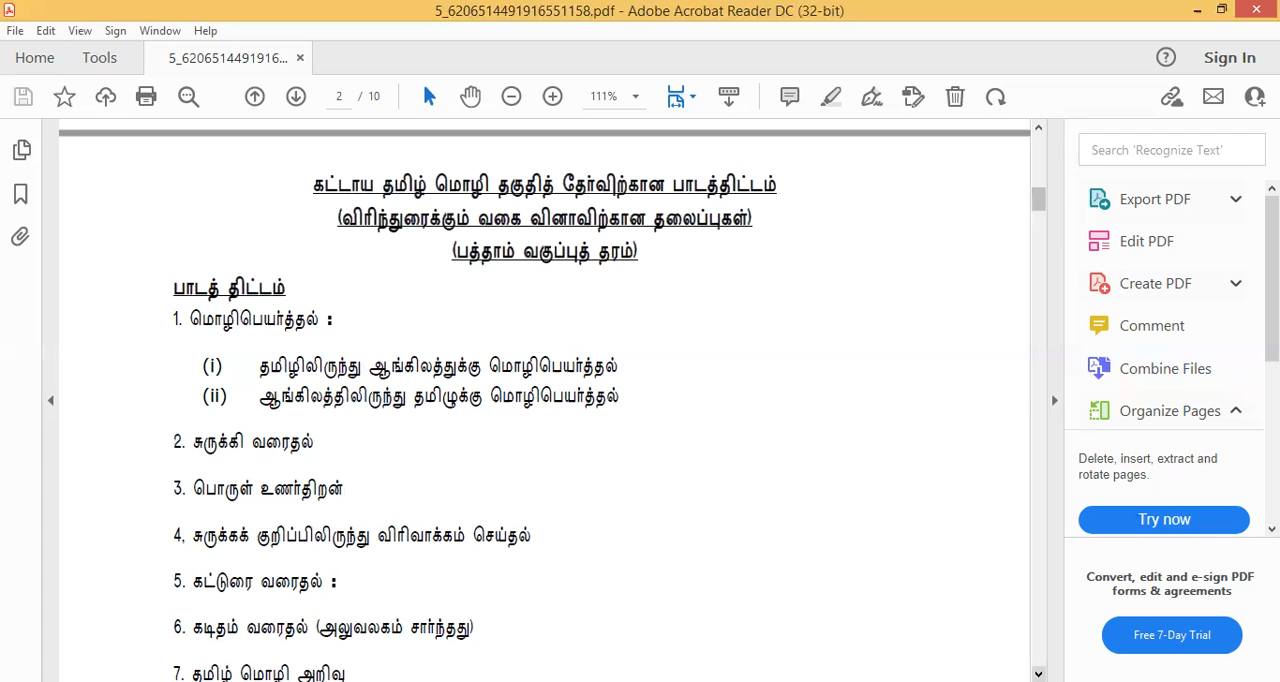 5_6206514491916551158.pdf - Adobe Acrobat Reader DC (32-bit)
File Edit View Sign Window Help
Home Tools 5_6206514491916... × Sign In
2 / 10 111%
கட்டாய தமிழ் மொழி தகுதித் தேர்விற்கான பாடத்திட்டம்
(விரிந்துரைக்கும் வகை வினாவிற்கான தலைப்புகள்)
(பத்தாம் வகுப்புத் தரம்)
பாடத் திட்டம்
1. மொழிபெயர்த்தல் :
(i) தமிழிலிருந்து ஆங்கிலத்துக்கு மொழிபெயர்த்தல்
(ii) ஆங்கிலத்திலிருந்து தமிழுக்கு மொழிபெயர்த்தல்
2. சுருக்கி வரைதல்
3. பொருள் உணர்திறன்
4, சுருக்கக் குறிப்பிலிருந்து விரிவாக்கம் செய்தல்
5. கட்டுரை வரைதல் :
6. கடிதம் வரைதல் (அலுவலகம் சார்ந்தது)
7. தமிழ் மொழி அறிவு
Search 'Recognize Text'
Export PDF
Edit PDF
Create PDF
Comment
Combine Files
Organize Pages
Delete, insert, extract and
rotate pages.
Try now
Convert, edit and e-sign PDF
forms & agreements
Free 7-Day Trial